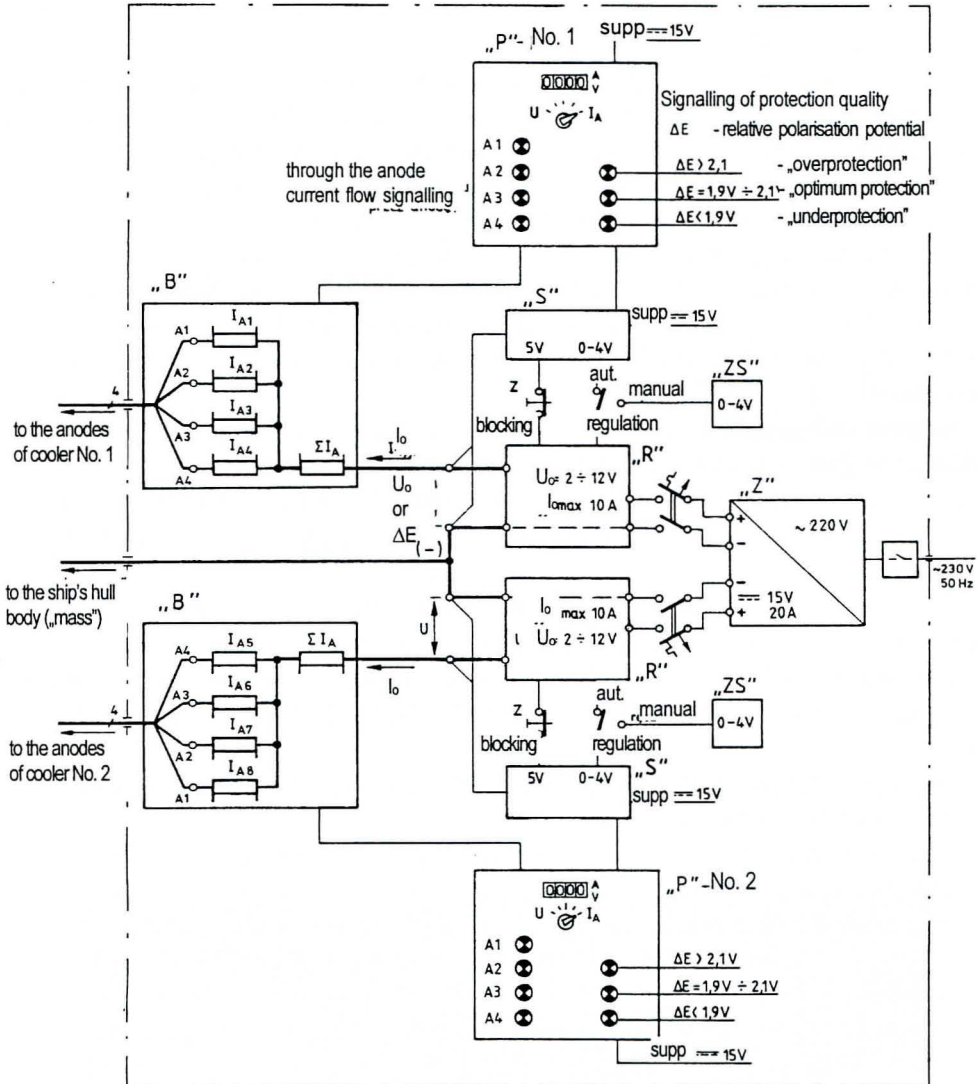 „P"- No. 1
supp ⎓ 15V
0000 A V
U I_A
Signalling of protection quality
ΔE - relative polarisation potential
A1
A2
A3
A4
ΔE > 2,1 - „overprotection"
ΔE = 1,9V ÷ 2,1 - „optimum protection"
ΔE < 1,9V - „underprotection"
through the anode
current flow signalling
„B"
I_A1
I_A2
I_A3
I_A4
A1
A2
A3
A4
ΣI_A
4
to the anodes
of cooler No. 1
„S"
supp ⎓ 15V
5V 0-4V
Z
blocking
aut.
manual
regulation
„ZS"
0-4V
I_o
U_o
or
ΔE
(-)
„R"
U_o= 2 ÷ 12V
I_omax 10A
„Z"
+
-
~ 220V
-
+
⎓ 15V
20A
~230V
50 Hz
to the ship's hull
body („mass")
U
I_o max 10A
U_o= 2 ÷ 12V
„R"
„B"
I_A5
I_A6
I_A7
I_A8
A4
A3
A2
A1
ΣI_A
I_o
4
to the anodes
of cooler No. 2
Z
blocking
aut.
manual
regulation
„ZS"
0-4V
5V 0-4V
„S"
supp ⎓ 15V
„P"-No. 2
0000 A V
U I_A
A1
A2
A3
A4
ΔE > 2,1V
ΔE = 1,9V ÷ 2,1V
ΔE < 1,9V
supp ⎓ 15V